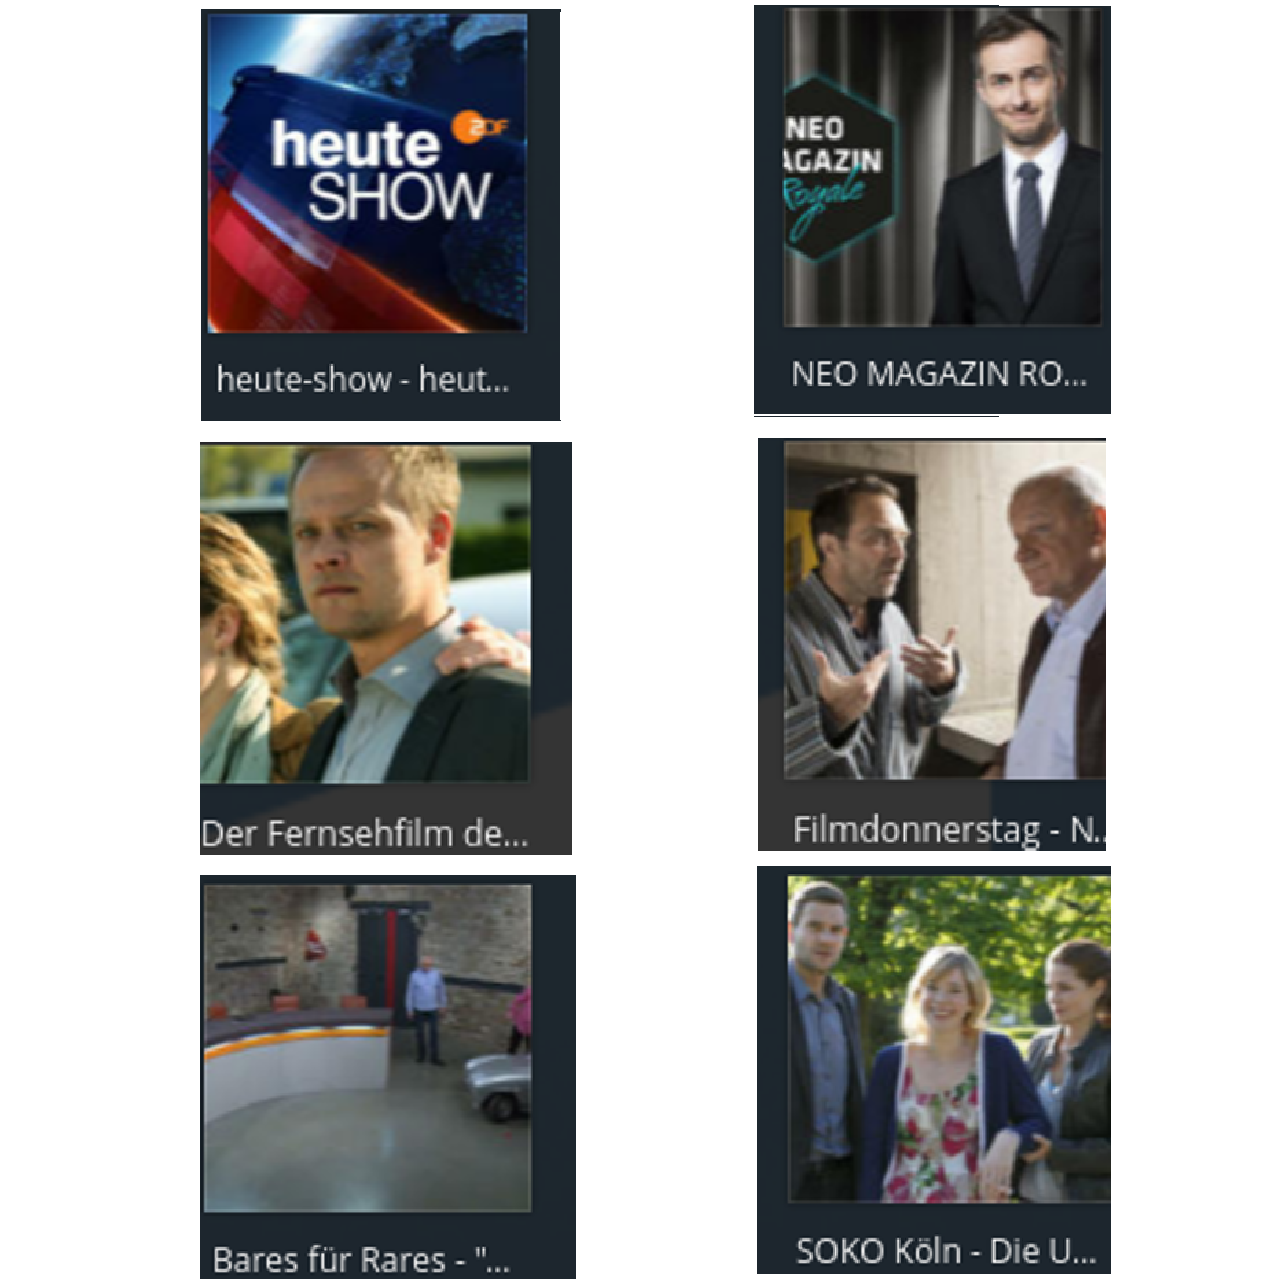 heute ZDF
SHOW
heute-show - heut...
NEO
AGAZIN
Royale
NEO MAGAZIN RO...
Der Fernsehfilm de...
Filmdonnerstag - N..
Bares für Rares - "...
SOKO Köln - Die U...